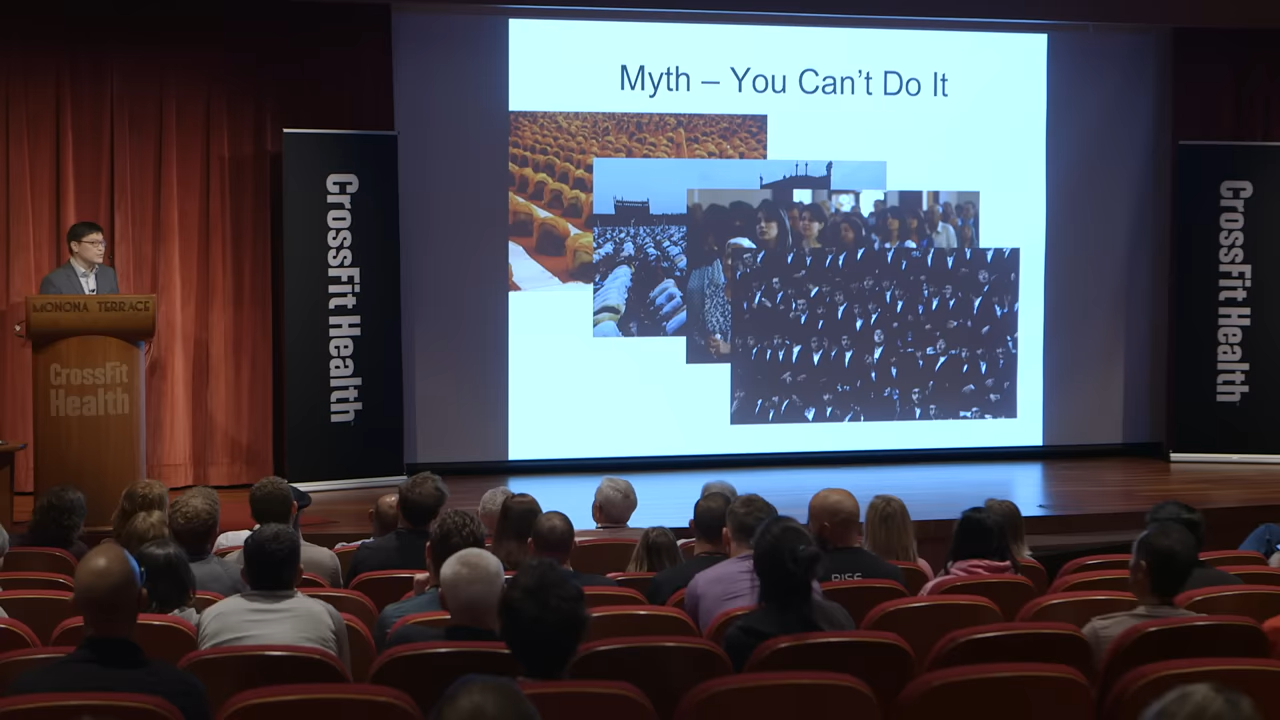 Myth – You Can't Do It
CrossFit Health
CrossFit Health
MONONA TERRACE
CrossFit
Health
RISE